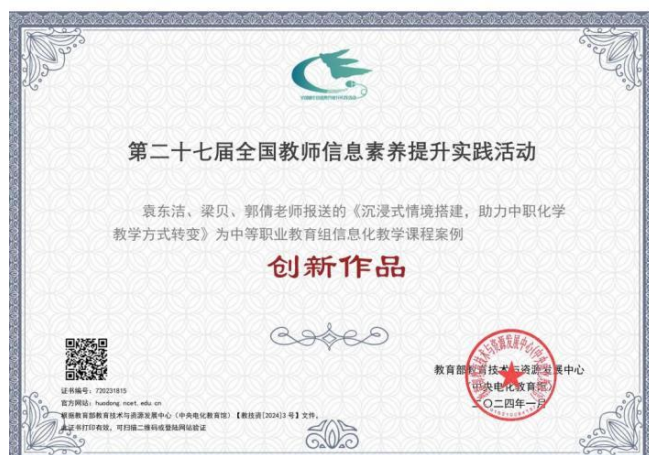 第二十七届全国教师信息素养提升实践活动
袁东洁、梁贝、郭倩老师报送的《沉浸式情境搭建，助力中职化学
教学方式转变》为中等职业教育组信息化教学课程案例
创新作品
教育部教育技术与资源发展中心
（中央电化教育馆）
二〇二四年一月
证书编号：720231815
官方网站：huodong.ncet.edu.cn
根据教育部教育技术与资源发展中心（中央电化教育馆）【教技资[2024]3号】文件，
此证书打印有效，可扫描二维码或登陆网站验证